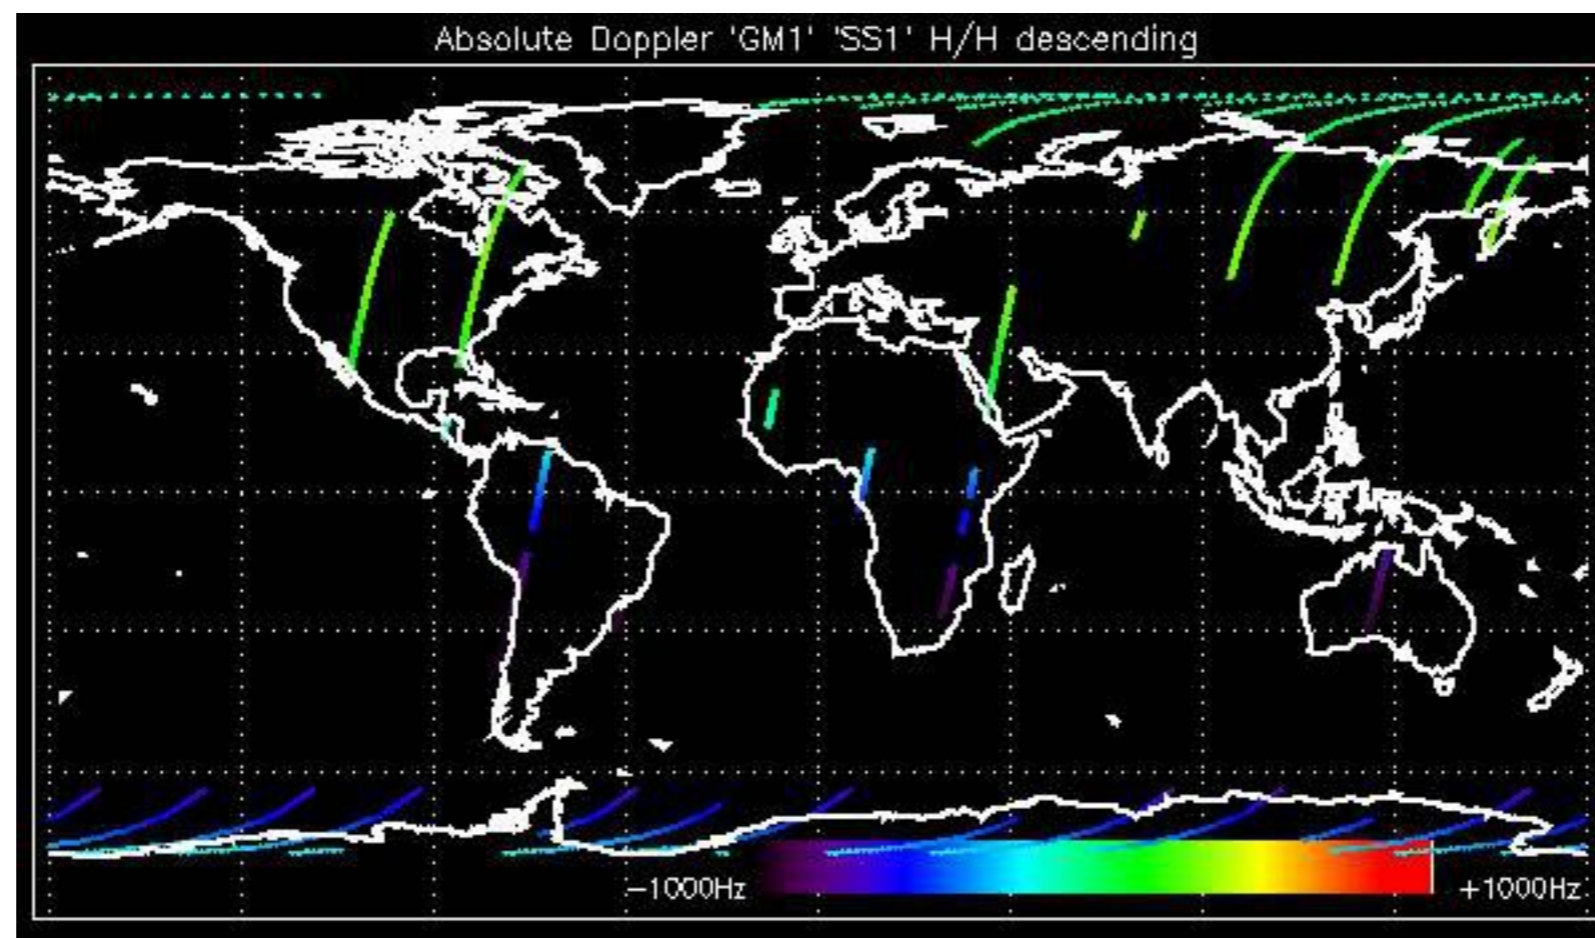 Absolute Doppler 'GM1' 'SS1' H/H descending
−1000Hz
+1000Hz